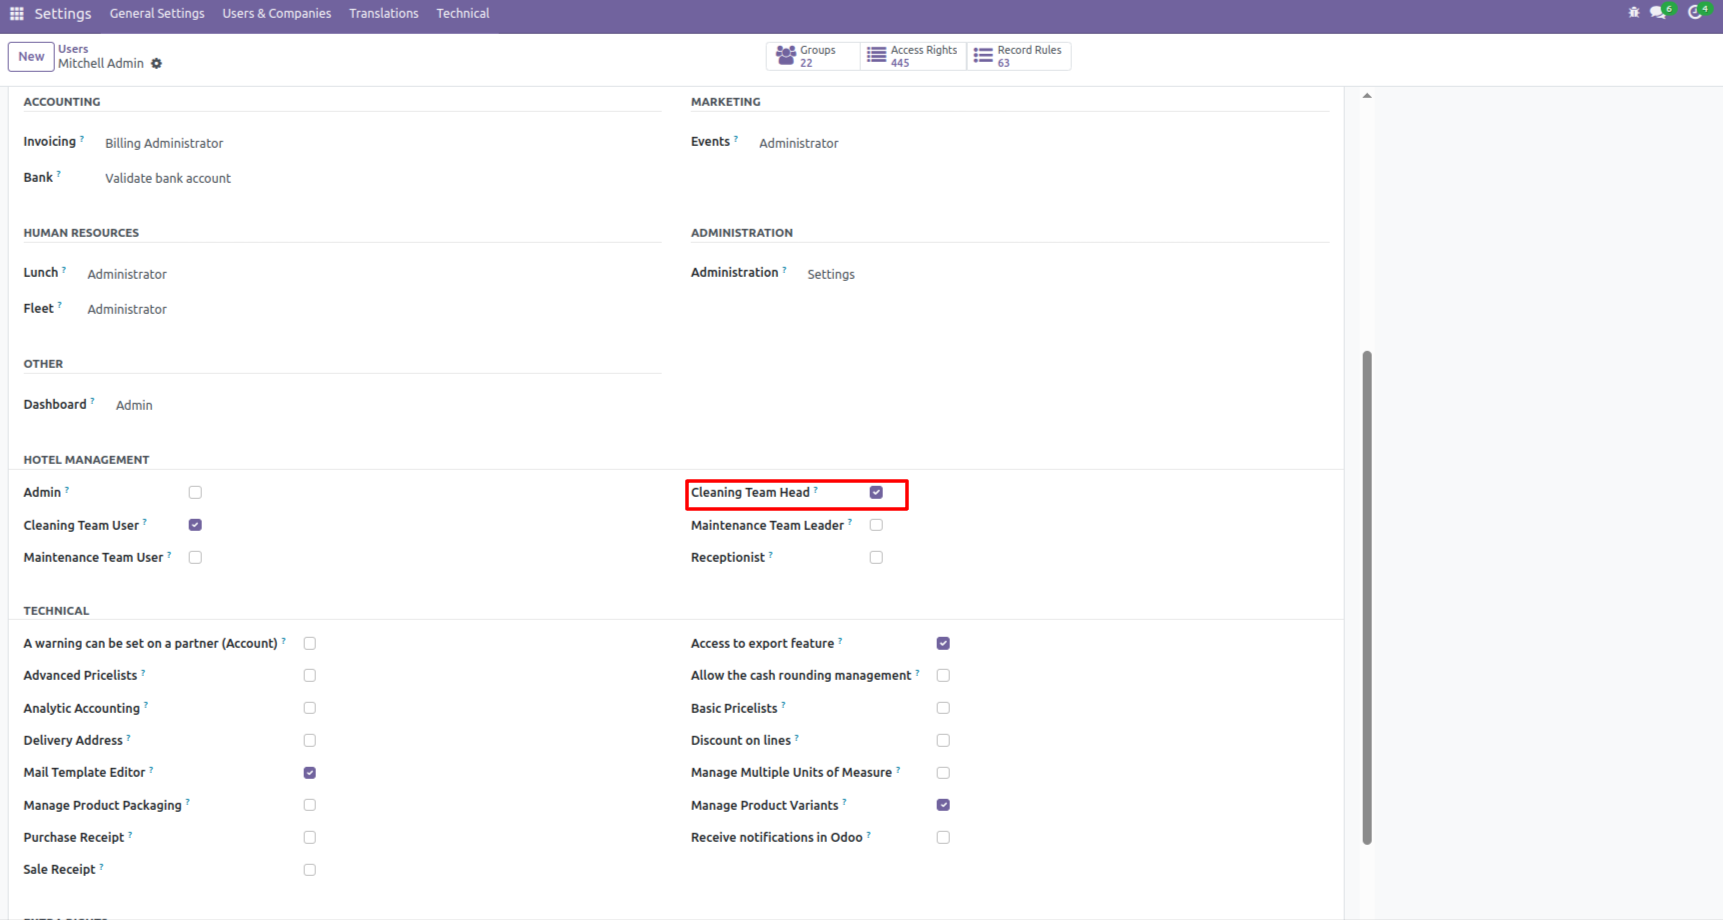 Settings General Settings Users & Companies Translations Technical 6 4
New Users
Mitchell Admin
Groups 22
Access Rights 445
Record Rules 63
ACCOUNTING
Invoicing ? Billing Administrator
Bank ? Validate bank account
MARKETING
Events ? Administrator
HUMAN RESOURCES
Lunch ? Administrator
Fleet ? Administrator
ADMINISTRATION
Administration ? Settings
OTHER
Dashboard ? Admin
HOTEL MANAGEMENT
Admin ?
Cleaning Team Head ?
Cleaning Team User ?
Maintenance Team Leader ?
Maintenance Team User ?
Receptionist ?
TECHNICAL
A warning can be set on a partner (Account) ?
Access to export feature ?
Advanced Pricelists ?
Allow the cash rounding management ?
Analytic Accounting ?
Basic Pricelists ?
Delivery Address ?
Discount on lines ?
Mail Template Editor ?
Manage Multiple Units of Measure ?
Manage Product Packaging ?
Manage Product Variants ?
Purchase Receipt ?
Receive notifications in Odoo ?
Sale Receipt ?